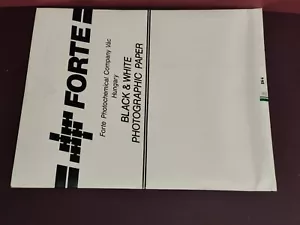 FORTE
Forte Photochemical Company Vác
Hungary
BLACK & WHITE
PHOTOGRAPHIC PAPER